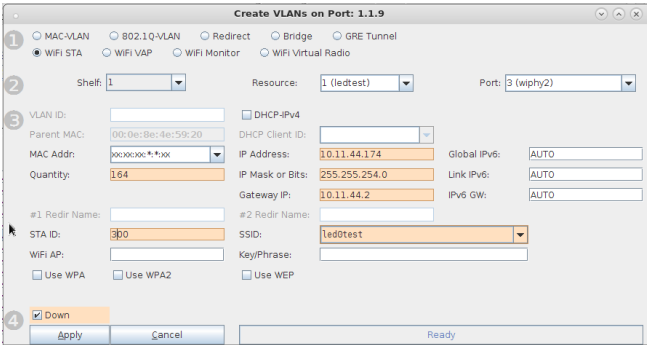 Create VLANs on Port: 1.1.9
1 MAC-VLAN 802.1Q-VLAN Redirect Bridge GRE Tunnel
WiFi STA WiFi VAP WiFi Monitor WiFi Virtual Radio
2 Shelf: 1 Resource: 1 (ledtest) Port: 3 (wiphy2)
3 VLAN ID: DHCP-IPv4
Parent MAC: 00:0e:8e:4e:59:20 DHCP Client ID:
MAC Addr: xx:xx:xx:*:*:xx IP Address: 10.11.44.174 Global IPv6: AUTO
Quantity: 164 IP Mask or Bits: 255.255.254.0 Link IPv6: AUTO
Gateway IP: 10.11.44.2 IPv6 GW: AUTO
#1 Redir Name: #2 Redir Name:
STA ID: 300 SSID: led0test
WiFi AP: Key/Phrase:
Use WPA Use WPA2 Use WEP
4 Down
Apply Cancel Ready